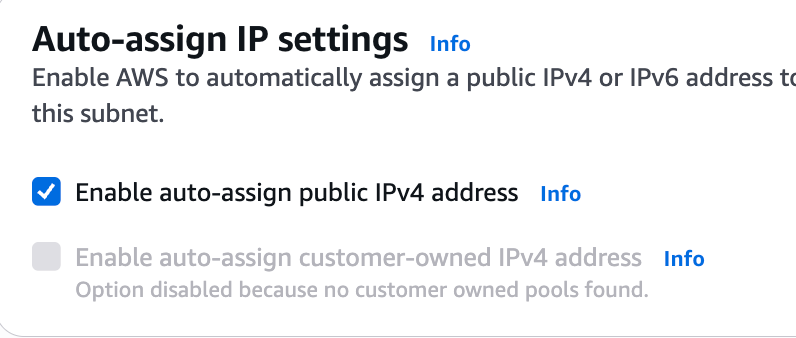 Auto-assign IP settings Info
Enable AWS to automatically assign a public IPv4 or IPv6 address to
this subnet.
Enable auto-assign public IPv4 address Info
Enable auto-assign customer-owned IPv4 address Info
Option disabled because no customer owned pools found.